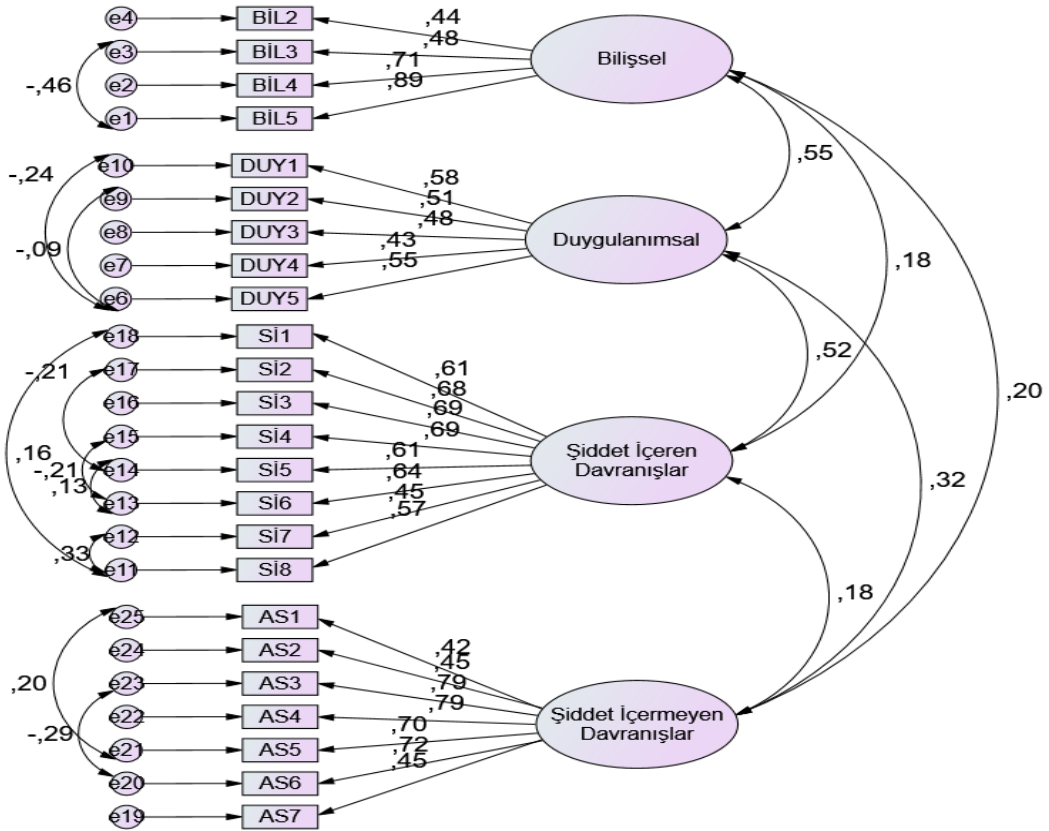 e4 BİL2 ,44
e3 BİL3 ,48
e2 BİL4 ,71
e1 BİL5 ,89
-,46
Bilişsel
e10 DUY1 ,58
e9 DUY2 ,51
e8 DUY3 ,48
e7 DUY4 ,43
e6 DUY5 ,55
-,24
-,09
Duygulanımsal
e18 Sİ1 ,61
e17 Sİ2 ,68
e16 Sİ3 ,69
e15 Sİ4 ,69
e14 Sİ5 ,61
e13 Sİ6 ,64
e12 Sİ7 ,45
e11 Sİ8 ,57
-,21
,16
-,21
,13
,33
Şiddet İçeren
Davranışlar
e25 AS1 ,42
e24 AS2 ,45
e23 AS3 ,79
e22 AS4 ,79
e21 AS5 ,70
e20 AS6 ,72
e19 AS7 ,45
,20
-,29
Şiddet İçermeyen
Davranışlar
,55
,18
,52
,20
,32
,18